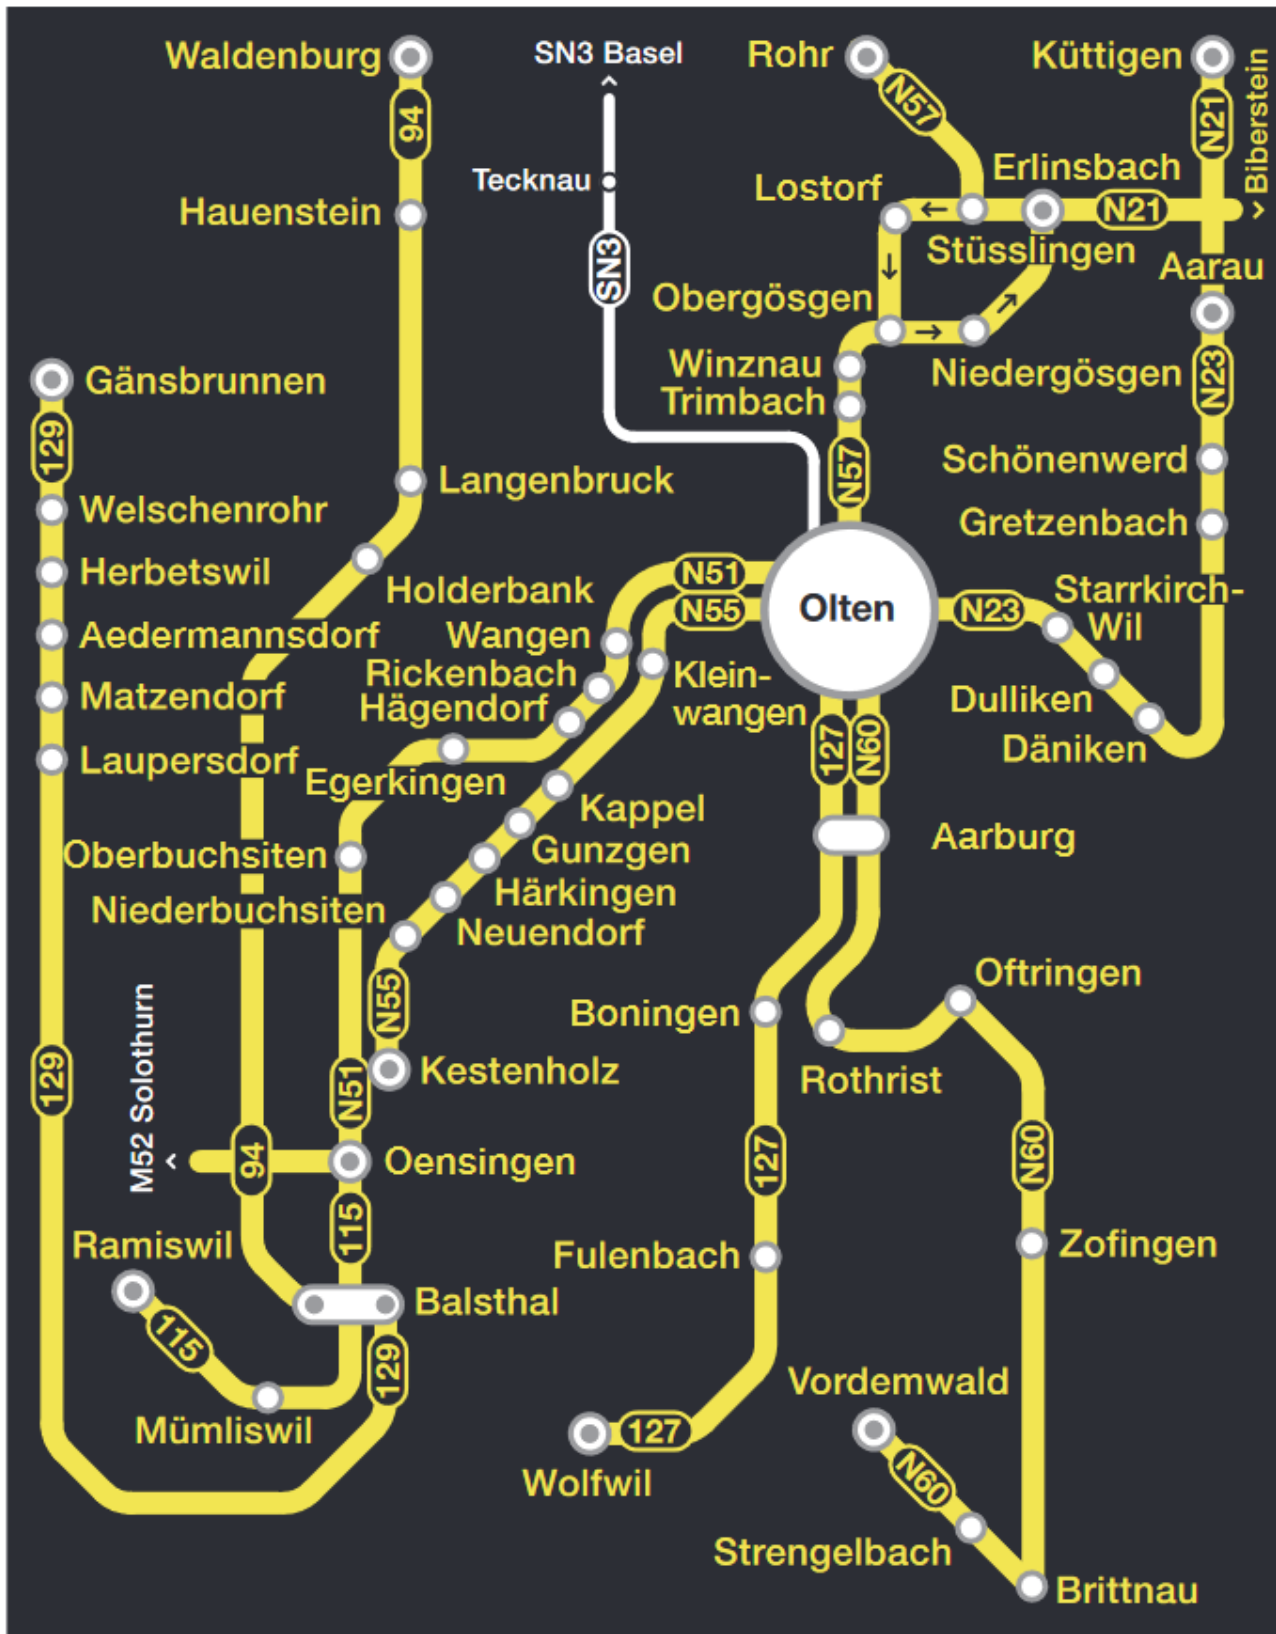 Waldenburg
94
SN3 Basel
Tecknau
SN3
Rohr
N57
Küttigen
N21
Biberstein
Erlinsbach
N21
Lostorf
Stüsslingen
Aarau
Hauenstein
Obergösgen
Niedergösgen
N23
Winznau
Trimbach
N57
Schönenwerd
Gretzenbach
Gänsbrunnen
129
Welschenrohr
Herbetswil
Aedermannsdorf
Matzendorf
Laupersdorf
Langenbruck
Holderbank
N51
N55
Olten
N23
Starrkirch-
Wil
Dulliken
Däniken
Wangen
Rickenbach
Hägendorf
Egerkingen
Klein-
wangen
127
N60
Aarburg
Kappel
Gunzgen
Härkingen
Neuendorf
Oberbuchsiten
Niederbuchsiten
N55
Kestenholz
Boningen
Oftringen
Rothrist
129
M52 Solothurn
94
N51
Oensingen
115
127
N60
Ramiswil
115
Balsthal
129
Mümliswil
Fulenbach
Zofingen
Wolfwil
127
Vordemwald
N60
Strengelbach
Brittnau